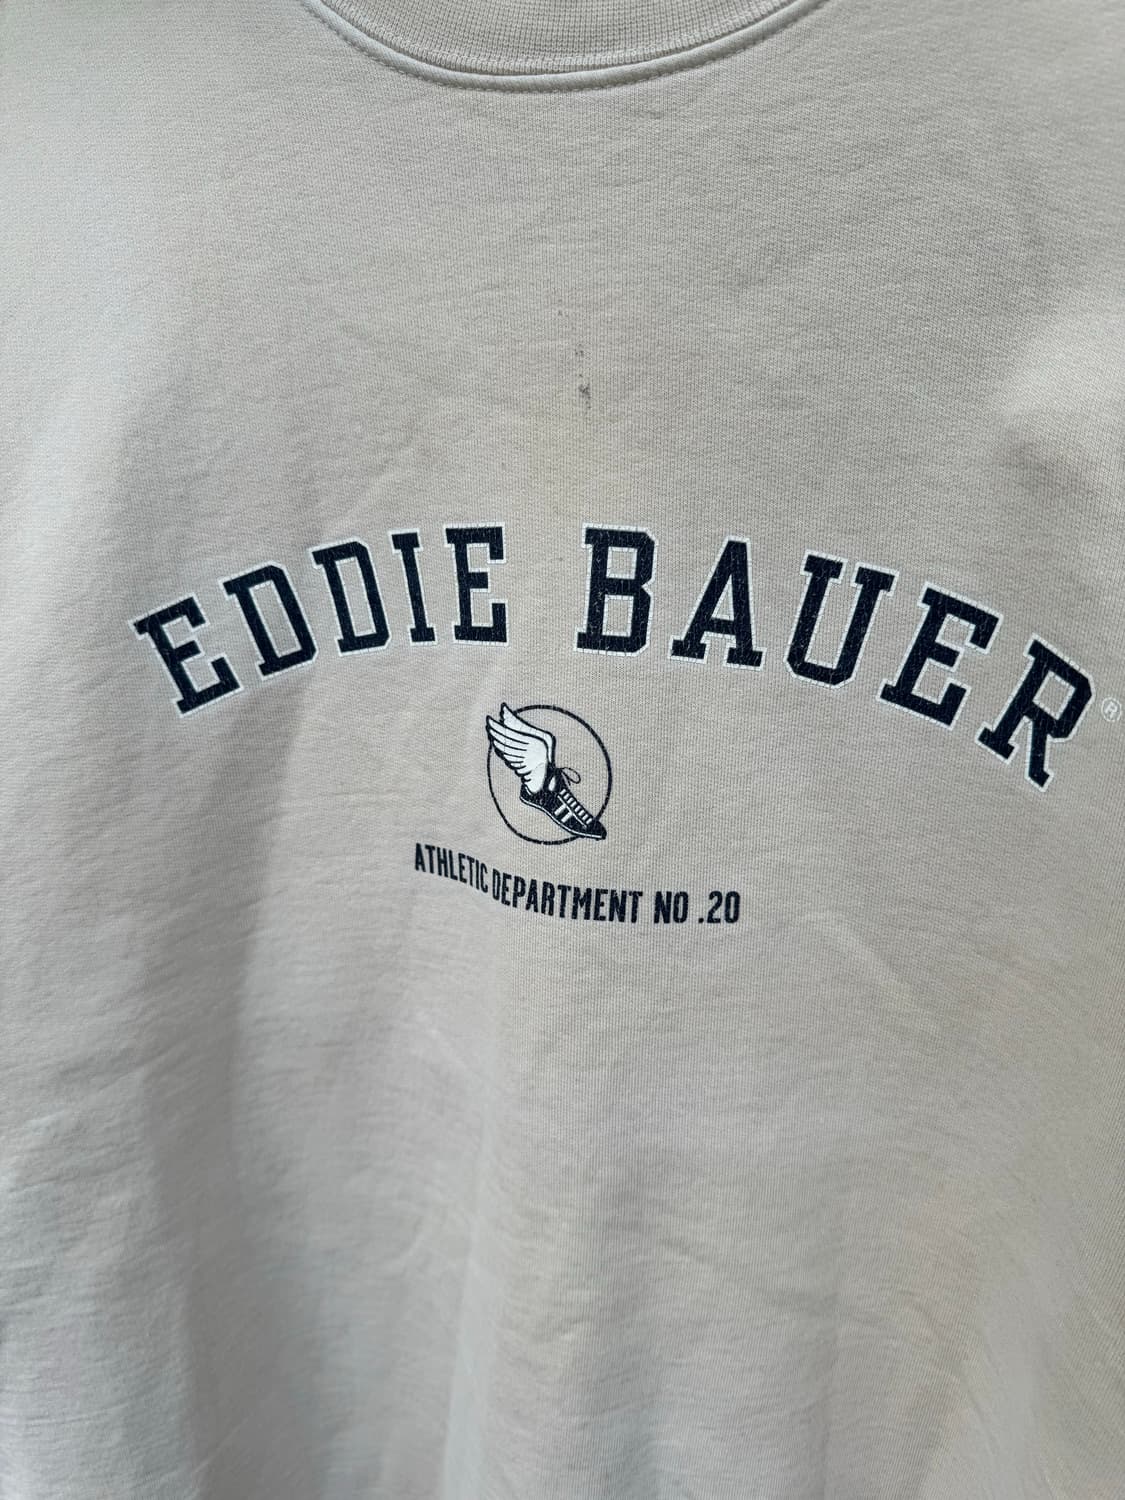 EDDIE BAUER®
ATHLETIC DEPARTMENT NO .20